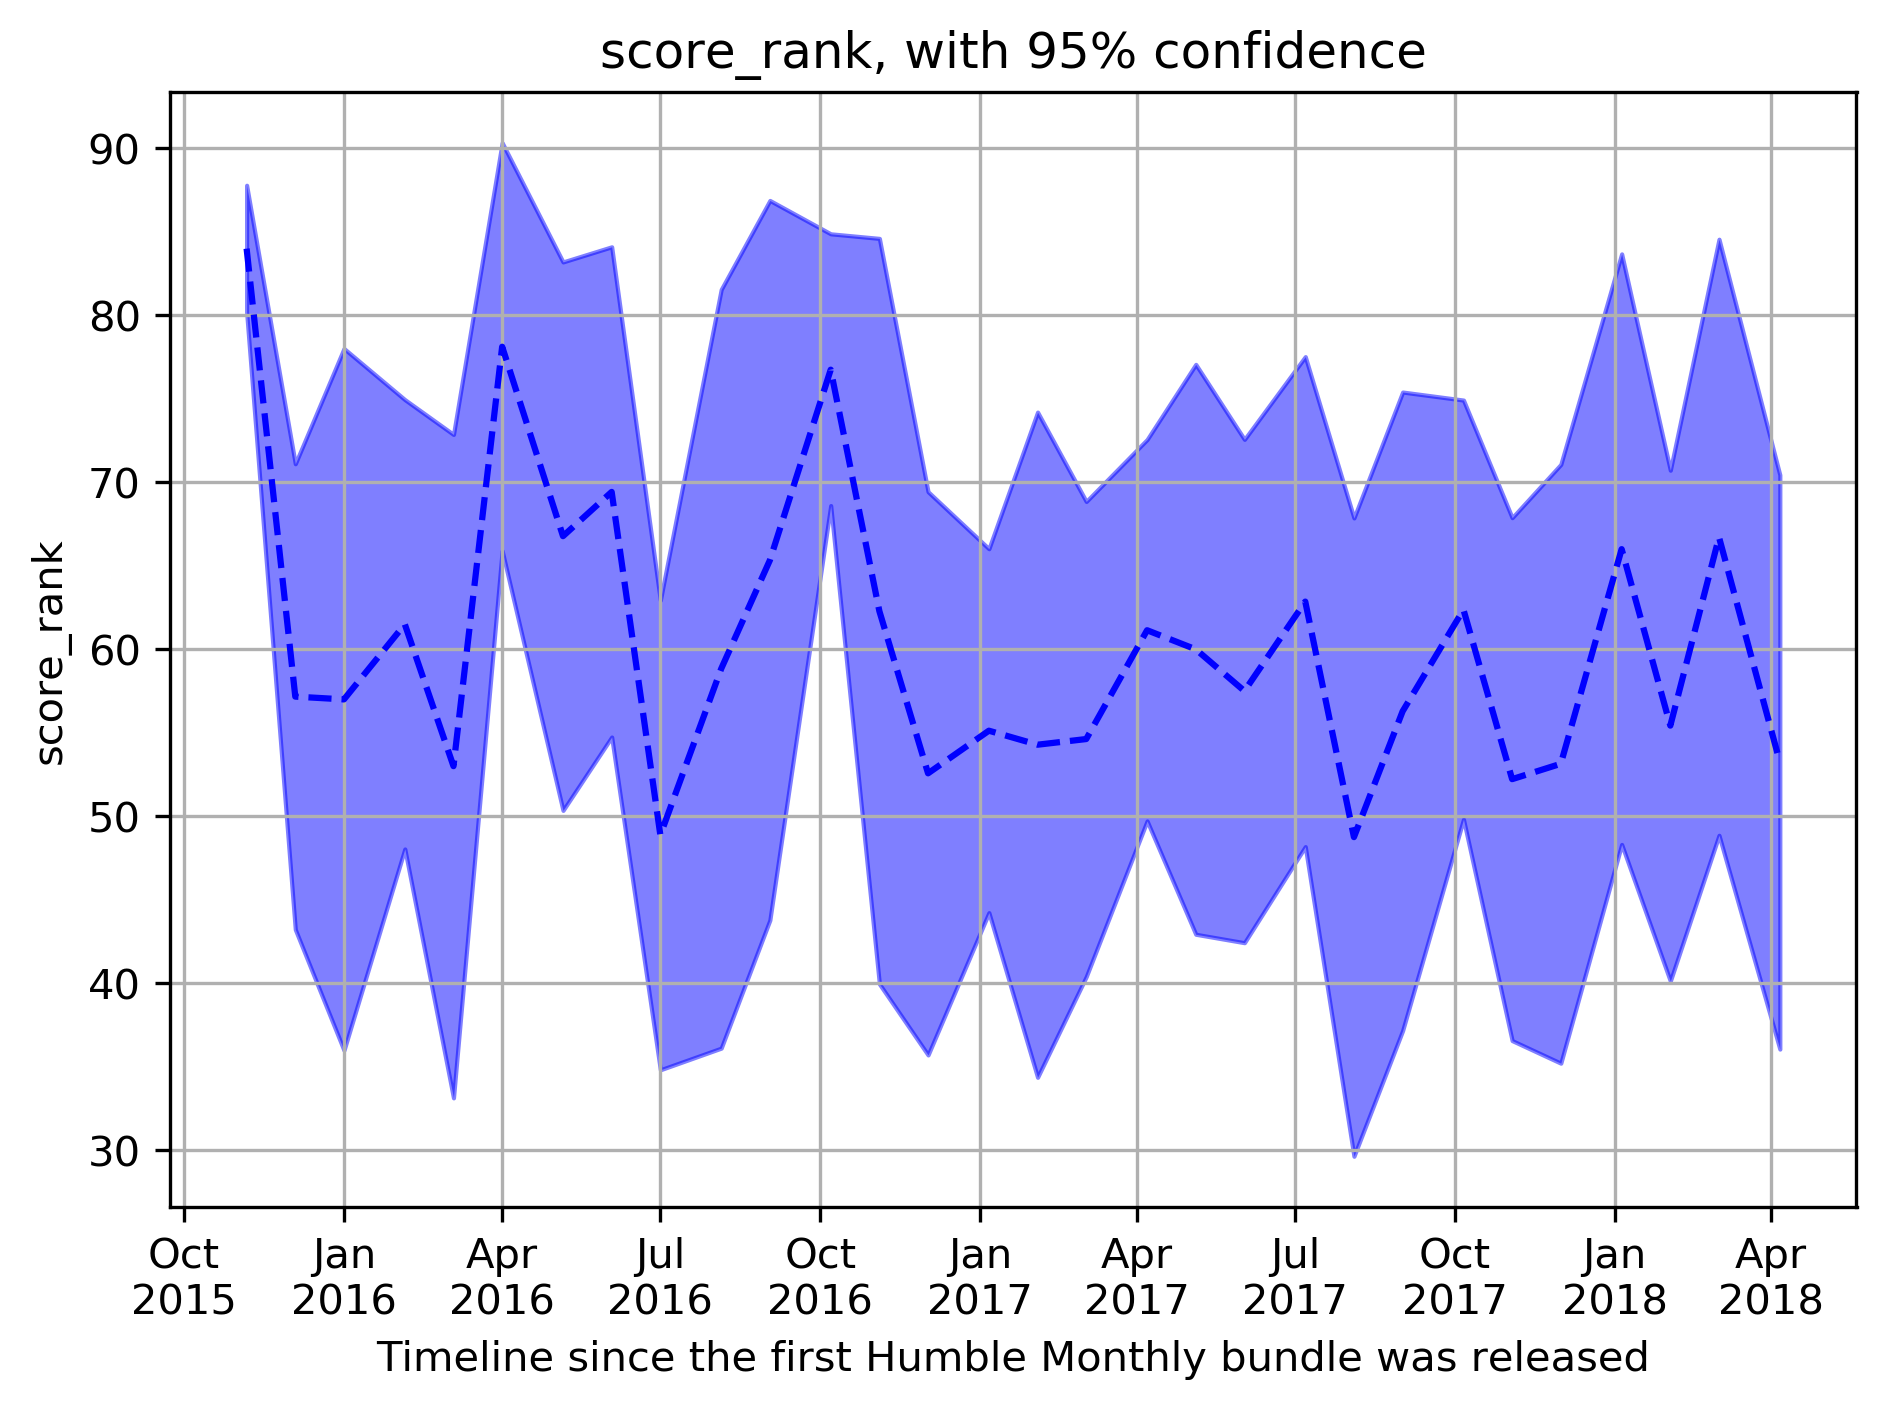 score_rank, with 95% confidence
90
80
70
60
50
40
30
score_rank
Oct Jan Apr Jul Oct Jan Apr Jul Oct Jan Apr
2015 2016 2016 2016 2016 2017 2017 2017 2017 2018 2018
Timeline since the first Humble Monthly bundle was released